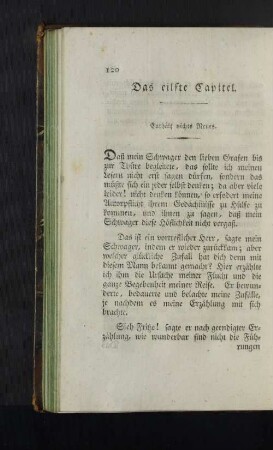 120
Das eilfte Capitel.
Enthält nichts Neues.
Daß mein Schwager den lieben Grafen bis
zur Thüre begleitete, das sollte ich meinen
Lesern nicht erst sagen dürfen, sondern das
müßte sich ein jeder selbst denken; da aber viele
leider! nicht denken können, so erfodert meine
Autorpflicht ihrem Gedächtnisse zu Hülfe zu
kommen, und ihnen zu sagen, daß mein
Schwager diese Höflichkeit nicht vergaß.
Das ist ein vortreflicher Herr, sagte mein
Schwager, indem er wieder zurückkam; aber
welcher glückliche Zufall hat dich denn mit
diesem Mann bekannt gemacht? Hier erzählte
ich ihm die Ursache meiner Flucht und die
ganze Begebenheit meiner Reise. Er bewun-
derte, bedauerte und belachte meine Zufälle,
je nachdem es meine Erzählung mit sich
brachte.
Sieh Fritze! sagte er nach geendigter Er-
zählung, wie wunderbar sind nicht die Füh-
rungen